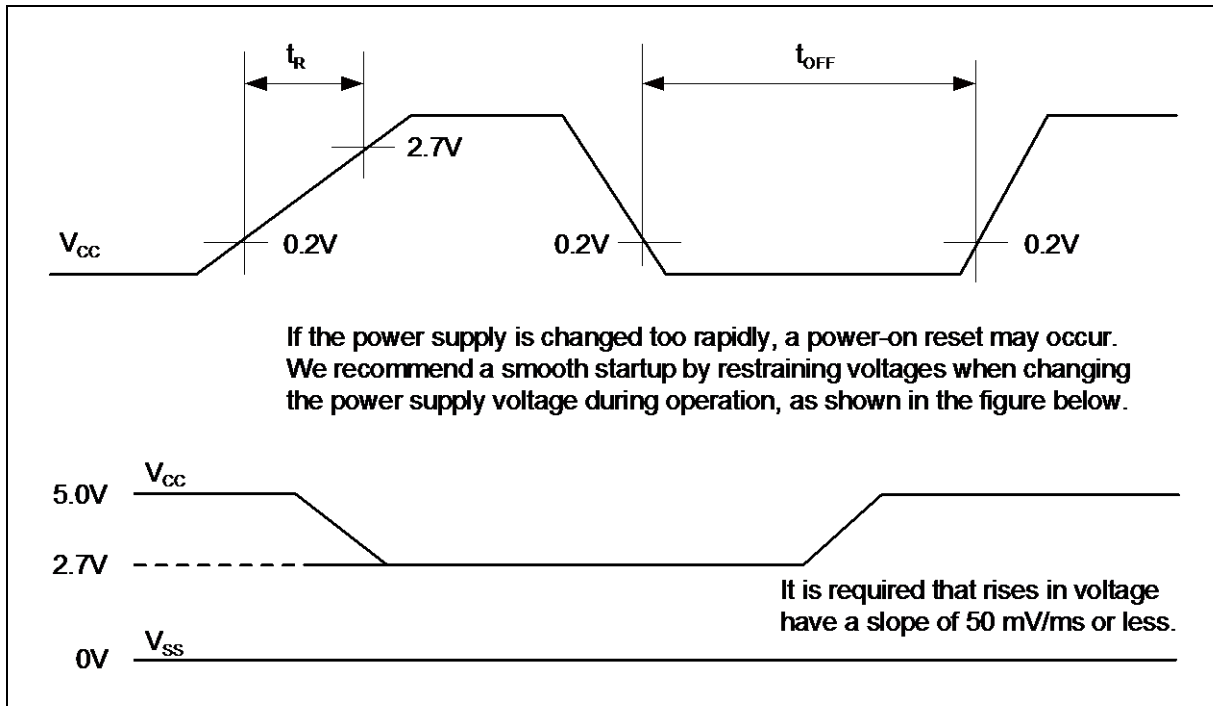 tR
tOFF
2.7V
VCC
0.2V
0.2V
0.2V
If the power supply is changed too rapidly, a power-on reset may occur.
We recommend a smooth startup by restraining voltages when changing
the power supply voltage during operation, as shown in the figure below.
VCC
5.0V
2.7V
It is required that rises in voltage
have a slope of 50 mV/ms or less.
VSS
0V